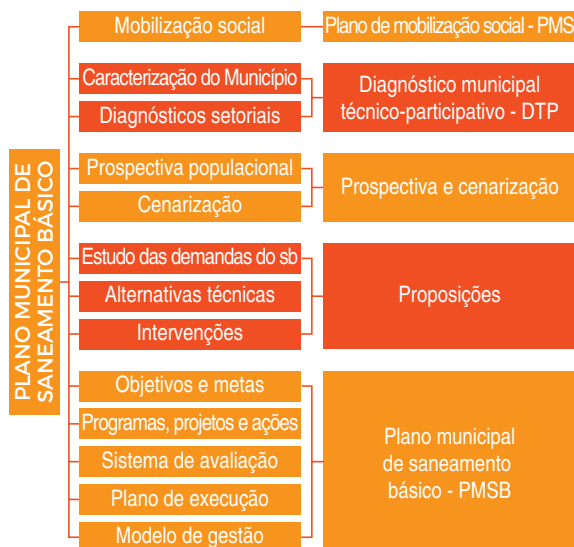 PLANO MUNICIPAL DE
SANEAMENTO BÁSICO
Mobilização social
Plano de mobilização social - PMS
Caracterização do Município
Diagnósticos setoriais
Diagnóstico municipal
técnico-participativo - DTP
Prospectiva populacional
Cenarização
Prospectiva e cenarização
Estudo das demandas do sb
Alternativas técnicas
Intervenções
Proposições
Objetivos e metas
Programas, projetos e ações
Sistema de avaliação
Plano de execução
Modelo de gestão
Plano municipal
de saneamento
básico - PMSB